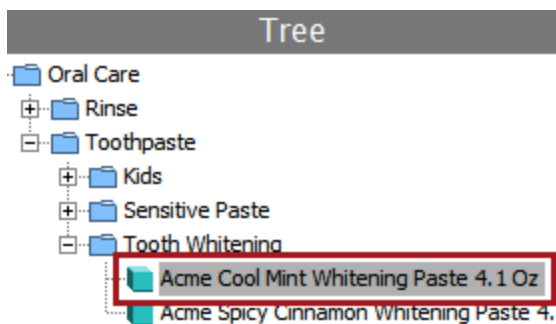 Tree
Oral Care
Rinse
Toothpaste
Kids
Sensitive Paste
Tooth Whitening
Acme Cool Mint Whitening Paste 4.1 Oz
Acme Spicy Cinnamon Whitening Paste 4.